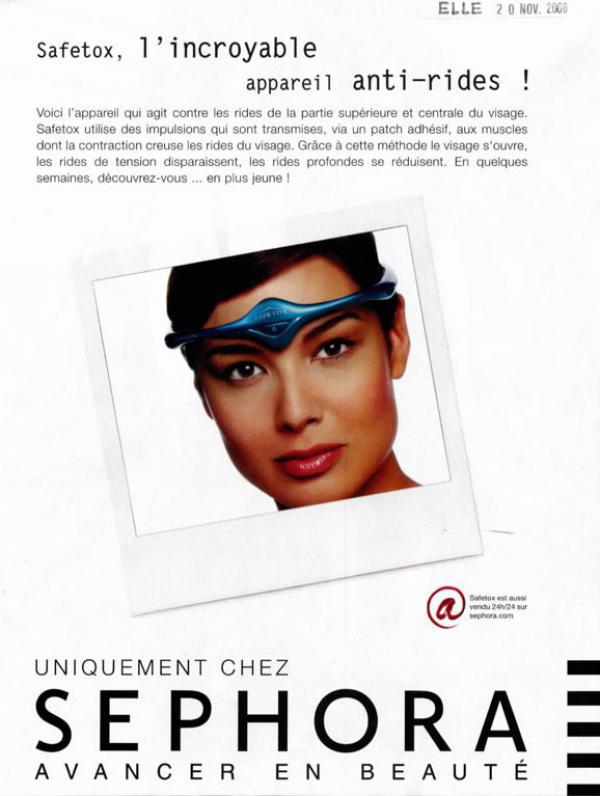 ELLE 20 NOV. 2006
Safetox, l'incroyable
appareil anti-rides !
Voici l'appareil qui agit contre les rides de la partie supérieure et centrale du visage.
Safetox utilise des impulsions qui sont transmises, via un patch adhésif, aux muscles
dont la contraction creuse les rides du visage. Grâce à cette méthode le visage s'ouvre,
les rides de tension disparaissent, les rides profondes se réduisent. En quelques
semaines, découvrez-vous ... en plus jeune !
SAFETOX
@
Safetox est aussi
vendu 24h/24 sur
sephora.com
UNIQUEMENT CHEZ
SEPHORA
AVANCER EN BEAUTÉ